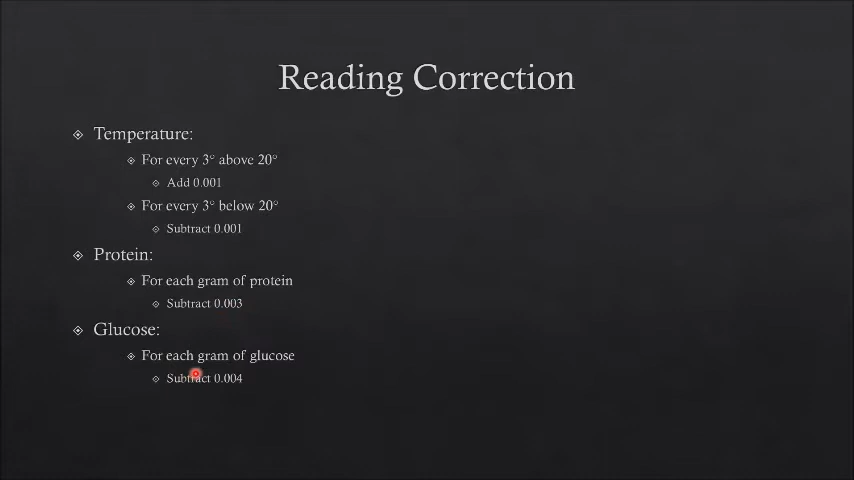 Reading Correction
Temperature:
For every 3° above 20°
Add 0.001
For every 3° below 20°
Subtract 0.001
Protein:
For each gram of protein
Subtract 0.003
Glucose:
For each gram of glucose
Subtract 0.004